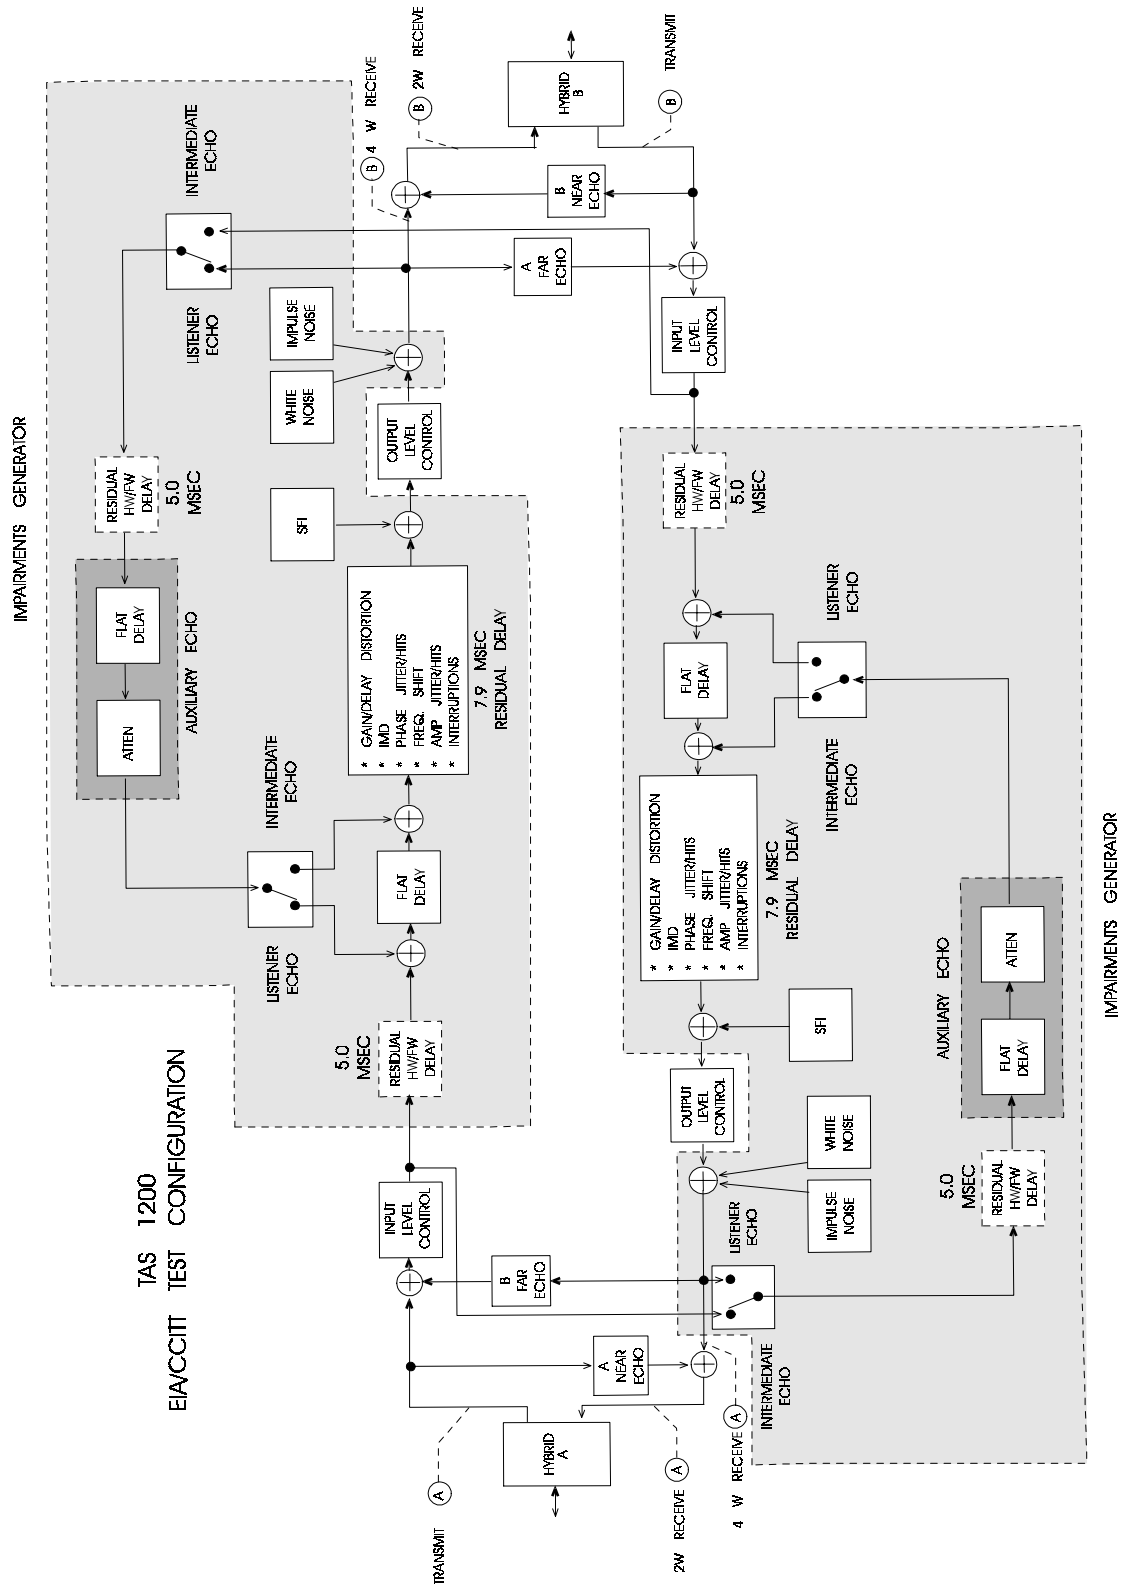 TAS 1200
EIA/CCITT TEST CONFIGURATION
IMPAIRMENTS GENERATOR
RESIDUAL
HW/FW
DELAY
5.0
MSEC
FLAT
DELAY
ATTEN
AUXILIARY ECHO
INTERMEDIATE
ECHO
LISTENER
ECHO
INTERMEDIATE
ECHO
LISTENER
ECHO
TRANSMIT
A
HYBRID
A
INPUT
LEVEL
CONTROL
5.0
MSEC
RESIDUAL
HW/FW
DELAY
FLAT
DELAY
* GAIN/DELAY DISTORTION
* IMD
* PHASE JITTER/HITS
* FREQ. SHIFT
* AMP JITTER/HITS
* INTERRUPTIONS
7.9 MSEC
RESIDUAL DELAY
SFI
OUTPUT
LEVEL
CONTROL
WHITE
NOISE
IMPULSE
NOISE
B 4 W RECEIVE
B 2W RECEIVE
HYBRID
B
B
FAR
ECHO
A
NEAR
ECHO
A
FAR
ECHO
B
NEAR
ECHO
B TRANSMIT
2W RECEIVE A
4 W RECEIVE A
INPUT
LEVEL
CONTROL
RESIDUAL
HW/FW
DELAY
5.0
MSEC
FLAT
DELAY
LISTENER
ECHO
INTERMEDIATE
ECHO
* GAIN/DELAY DISTORTION
* IMD
* PHASE JITTER/HITS
* FREQ. SHIFT
* AMP JITTER/HITS
* INTERRUPTIONS
7.9 MSEC
RESIDUAL DELAY
SFI
OUTPUT
LEVEL
CONTROL
WHITE
NOISE
IMPULSE
NOISE
LISTENER
ECHO
INTERMEDIATE
ECHO
5.0
MSEC
RESIDUAL
HW/FW
DELAY
AUXILIARY ECHO
FLAT
DELAY
ATTEN
IMPAIRMENTS GENERATOR